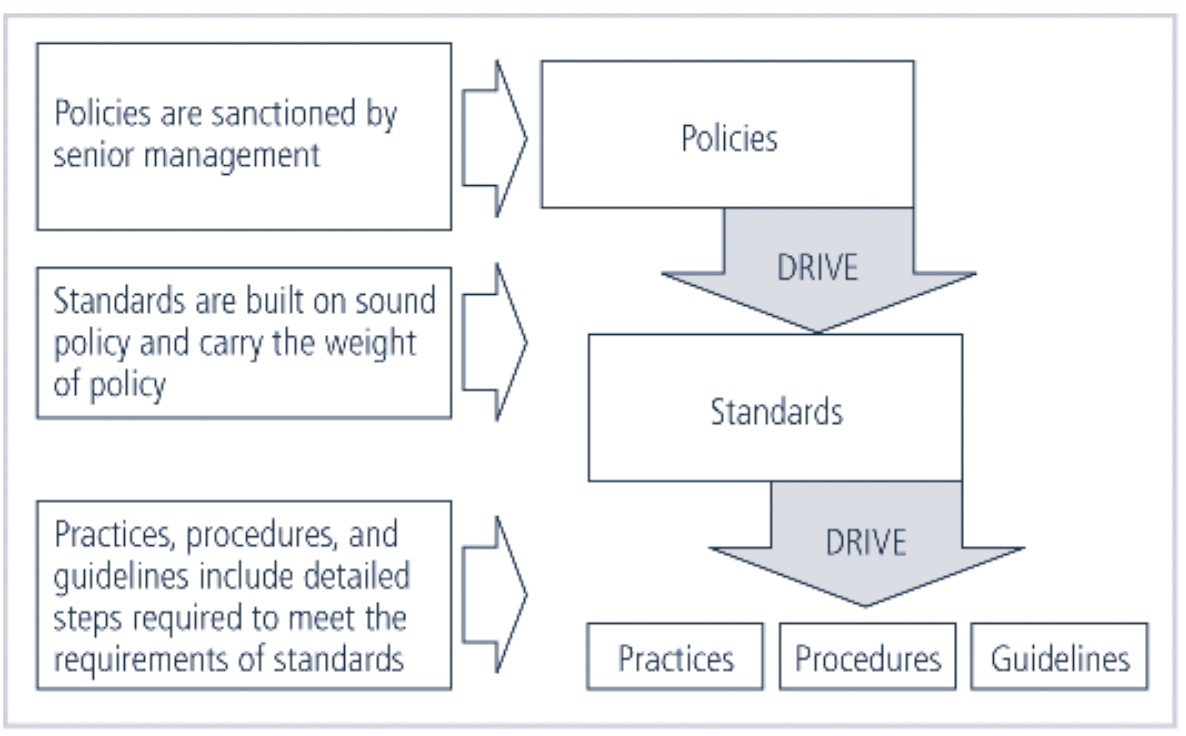 Policies are sanctioned by
senior management
Policies
DRIVE
Standards are built on sound
policy and carry the weight
of policy
Standards
DRIVE
Practices, procedures, and
guidelines include detailed
steps required to meet the
requirements of standards
Practices
Procedures
Guidelines